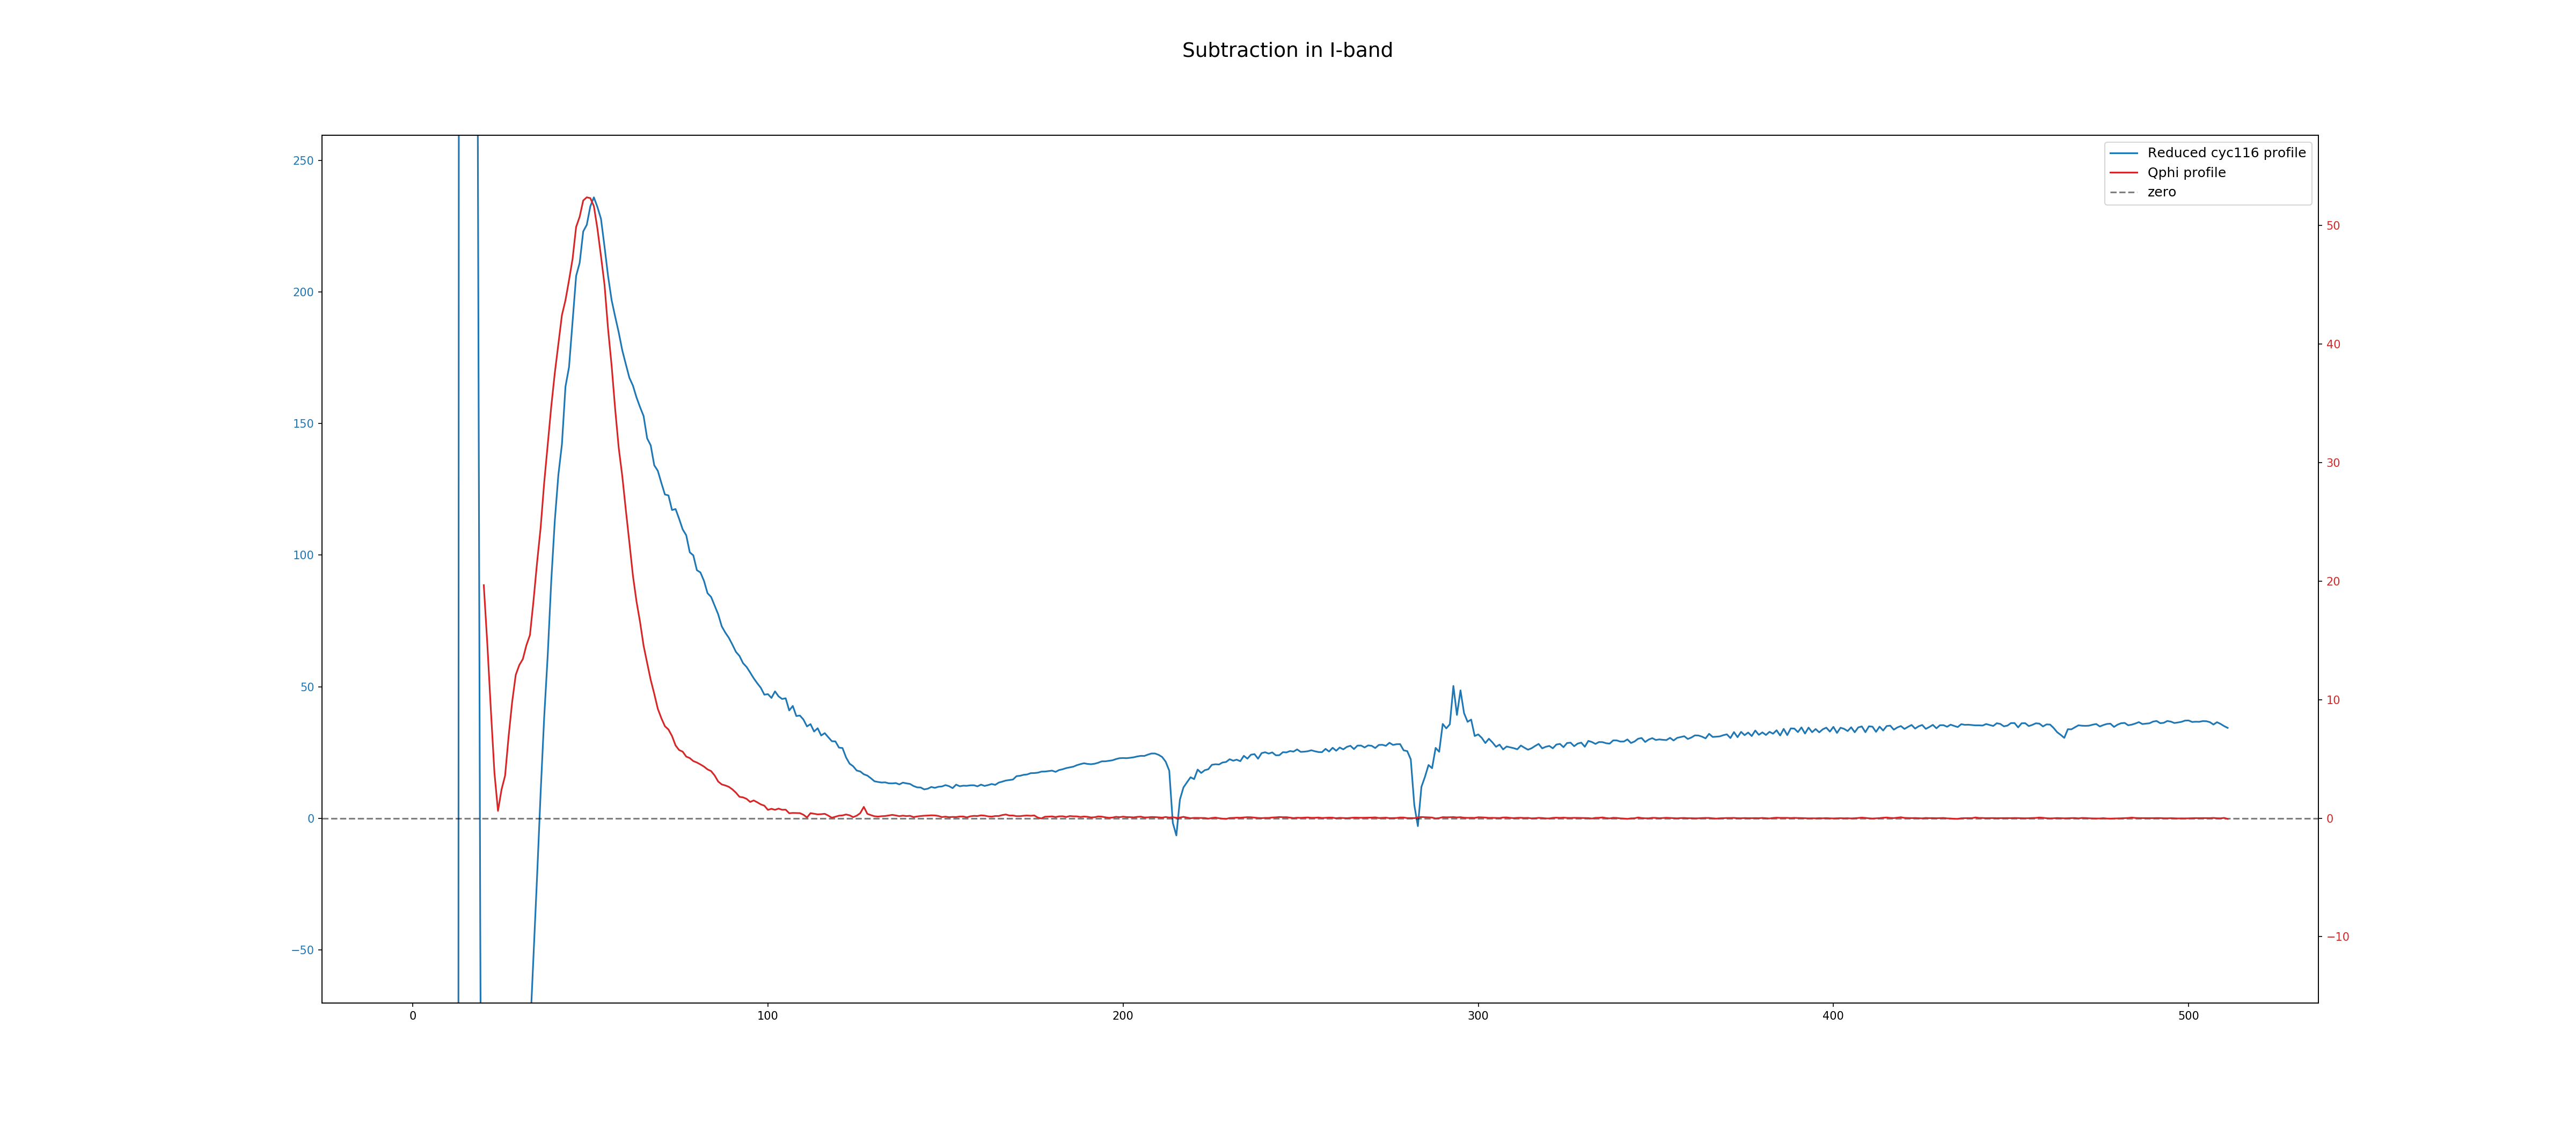 Subtraction in I-band
Reduced cyc116 profile
Qphi profile
zero
250
200
150
100
50
0
−50
50
40
30
20
10
0
−10
0 100 200 300 400 500